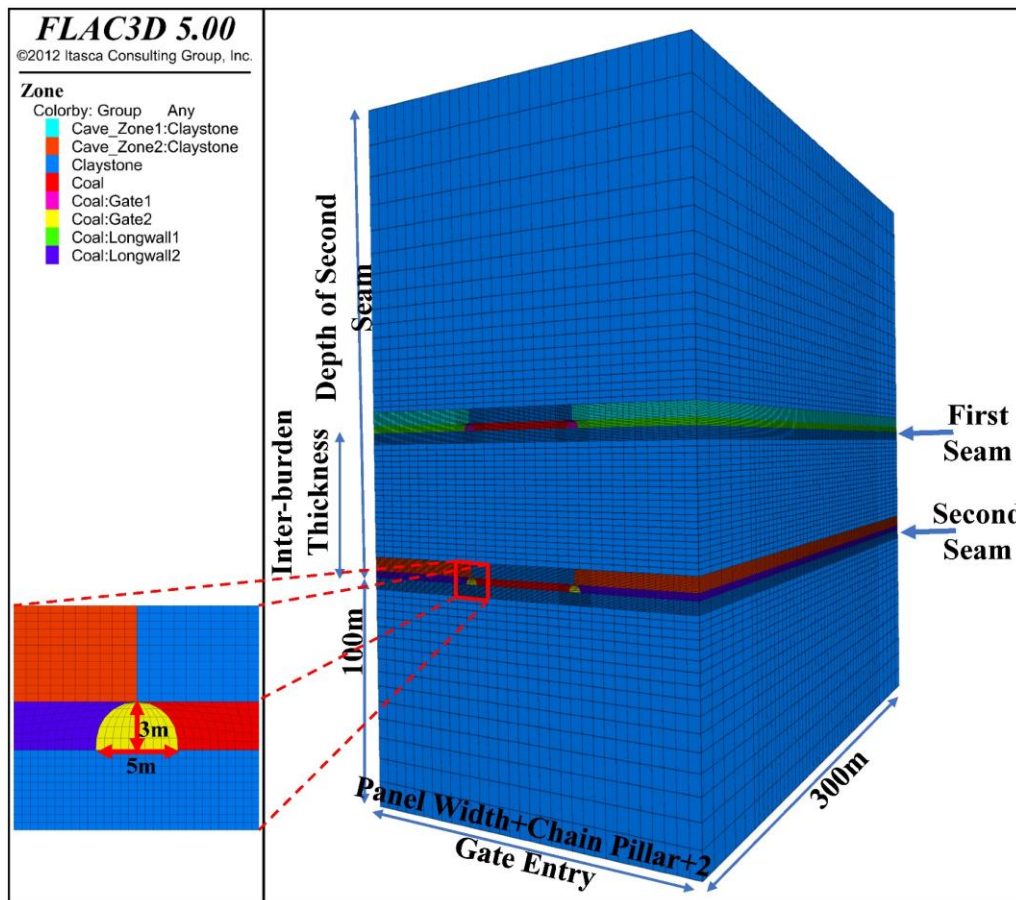 FLAC3D 5.00
©2012 Itasca Consulting Group, Inc.
Zone
Colorby: Group Any
Cave_Zone1:Claystone
Cave_Zone2:Claystone
Claystone
Coal
Coal:Gate1
Coal:Gate2
Coal:Longwall1
Coal:Longwall2
Depth of Second
Seam
Inter-burden
Thickness
100m
First
Seam
Second
Seam
3m
5m
Panel Width+Chain Pillar+2
Gate Entry
300m